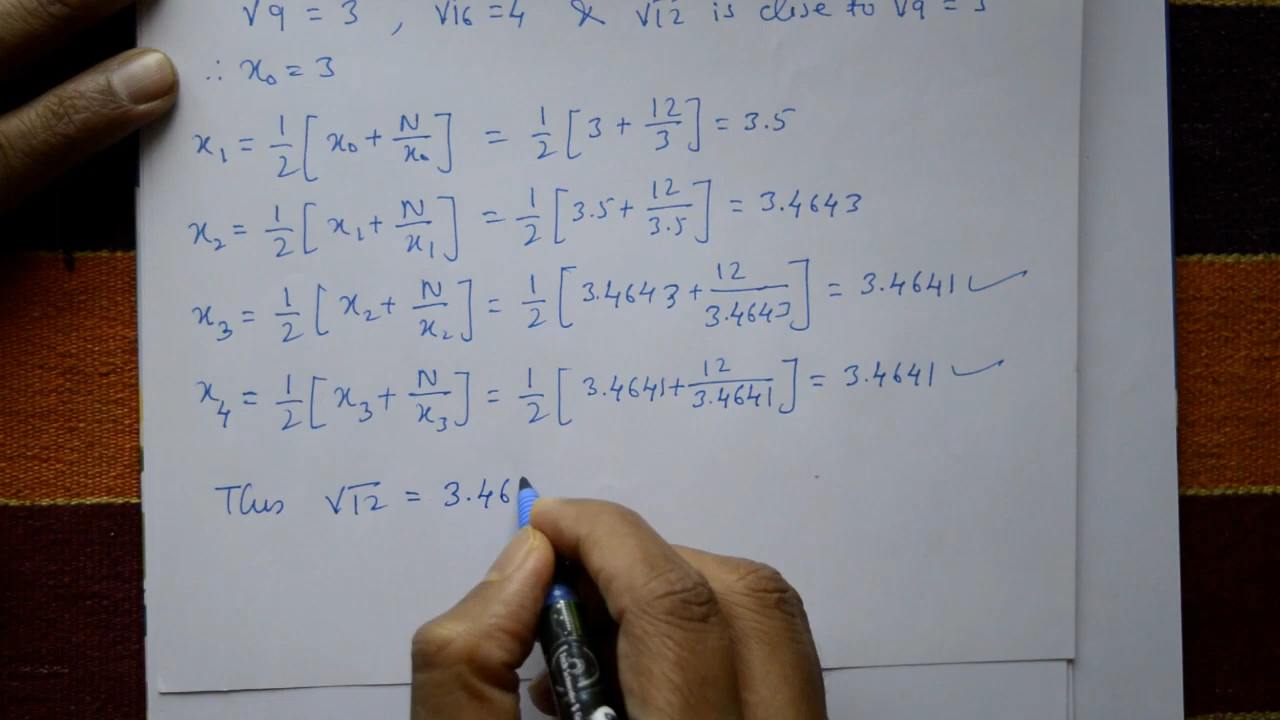 √9 = 3 , √16 = 4 & √12 is close to √9 = 3
∴ x₀ = 3
x₁ = 1/2 [x₀ + N/x₀] = 1/2 [3 + 12/3] = 3.5
x₂ = 1/2 [x₁ + N/x₁] = 1/2 [3.5 + 12/3.5] = 3.4643
x₃ = 1/2 [x₂ + N/x₂] = 1/2 [3.4643 + 12/3.4643] = 3.4641 ✓
x₄ = 1/2 [x₃ + N/x₃] = 1/2 [3.4641 + 12/3.4641] = 3.4641 ✓
Thus √12 = 3.46